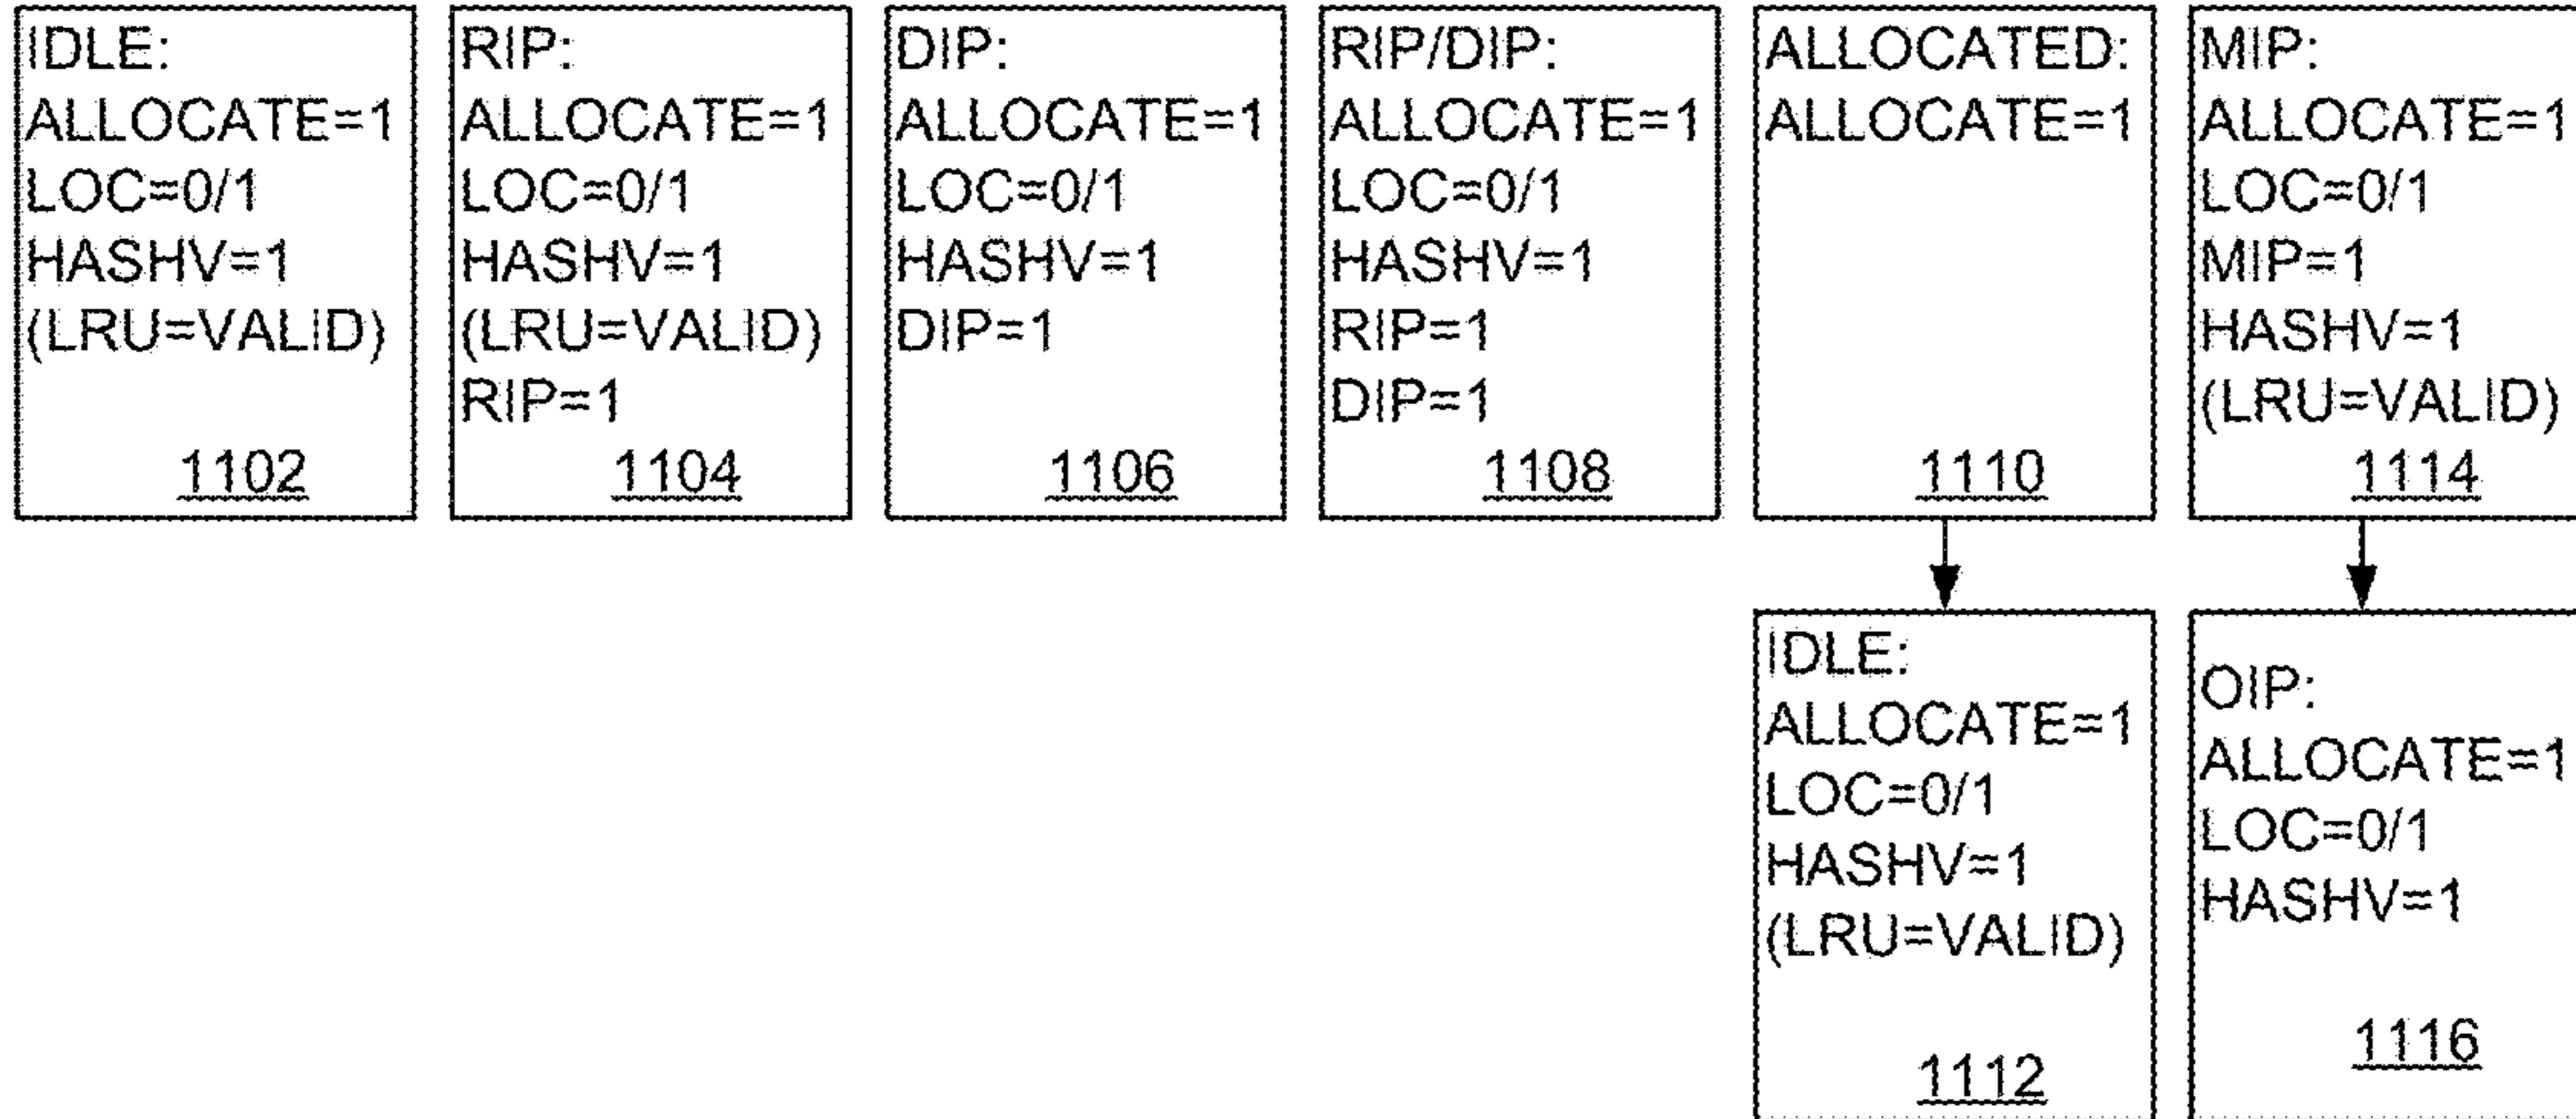 IDLE:
ALLOCATE=1
LOC=0/1
HASHV=1
(LRU=VALID)
1102
RIP:
ALLOCATE=1
LOC=0/1
HASHV=1
(LRU=VALID)
RIP=1
1104
DIP:
ALLOCATE=1
LOC=0/1
HASHV=1
DIP=1
1106
RIP/DIP:
ALLOCATE=1
LOC=0/1
HASHV=1
RIP=1
DIP=1
1108
ALLOCATED:
ALLOCATE=1
1110
MIP:
ALLOCATE=1
LOC=0/1
MIP=1
HASHV=1
(LRU=VALID)
1114
IDLE:
ALLOCATE=1
LOC=0/1
HASHV=1
(LRU=VALID)
1112
OIP:
ALLOCATE=1
LOC=0/1
HASHV=1
1116